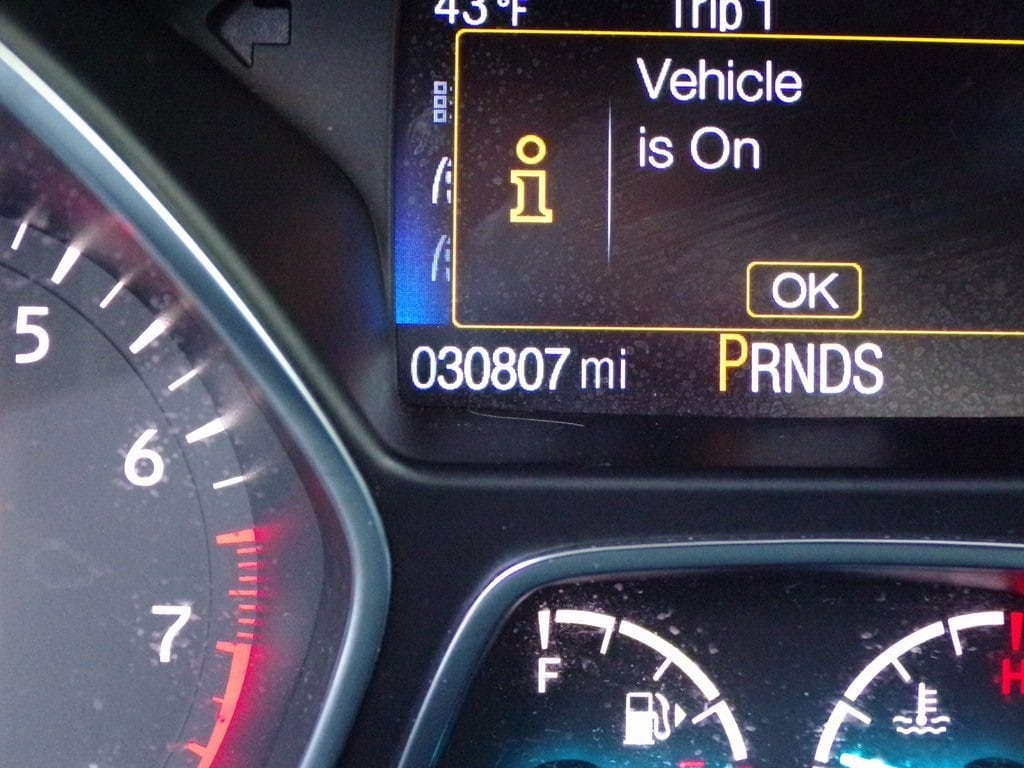 43°F Trip 1
Vehicle
is On
OK
030807 mi PRNDS
5
6
7
F
H